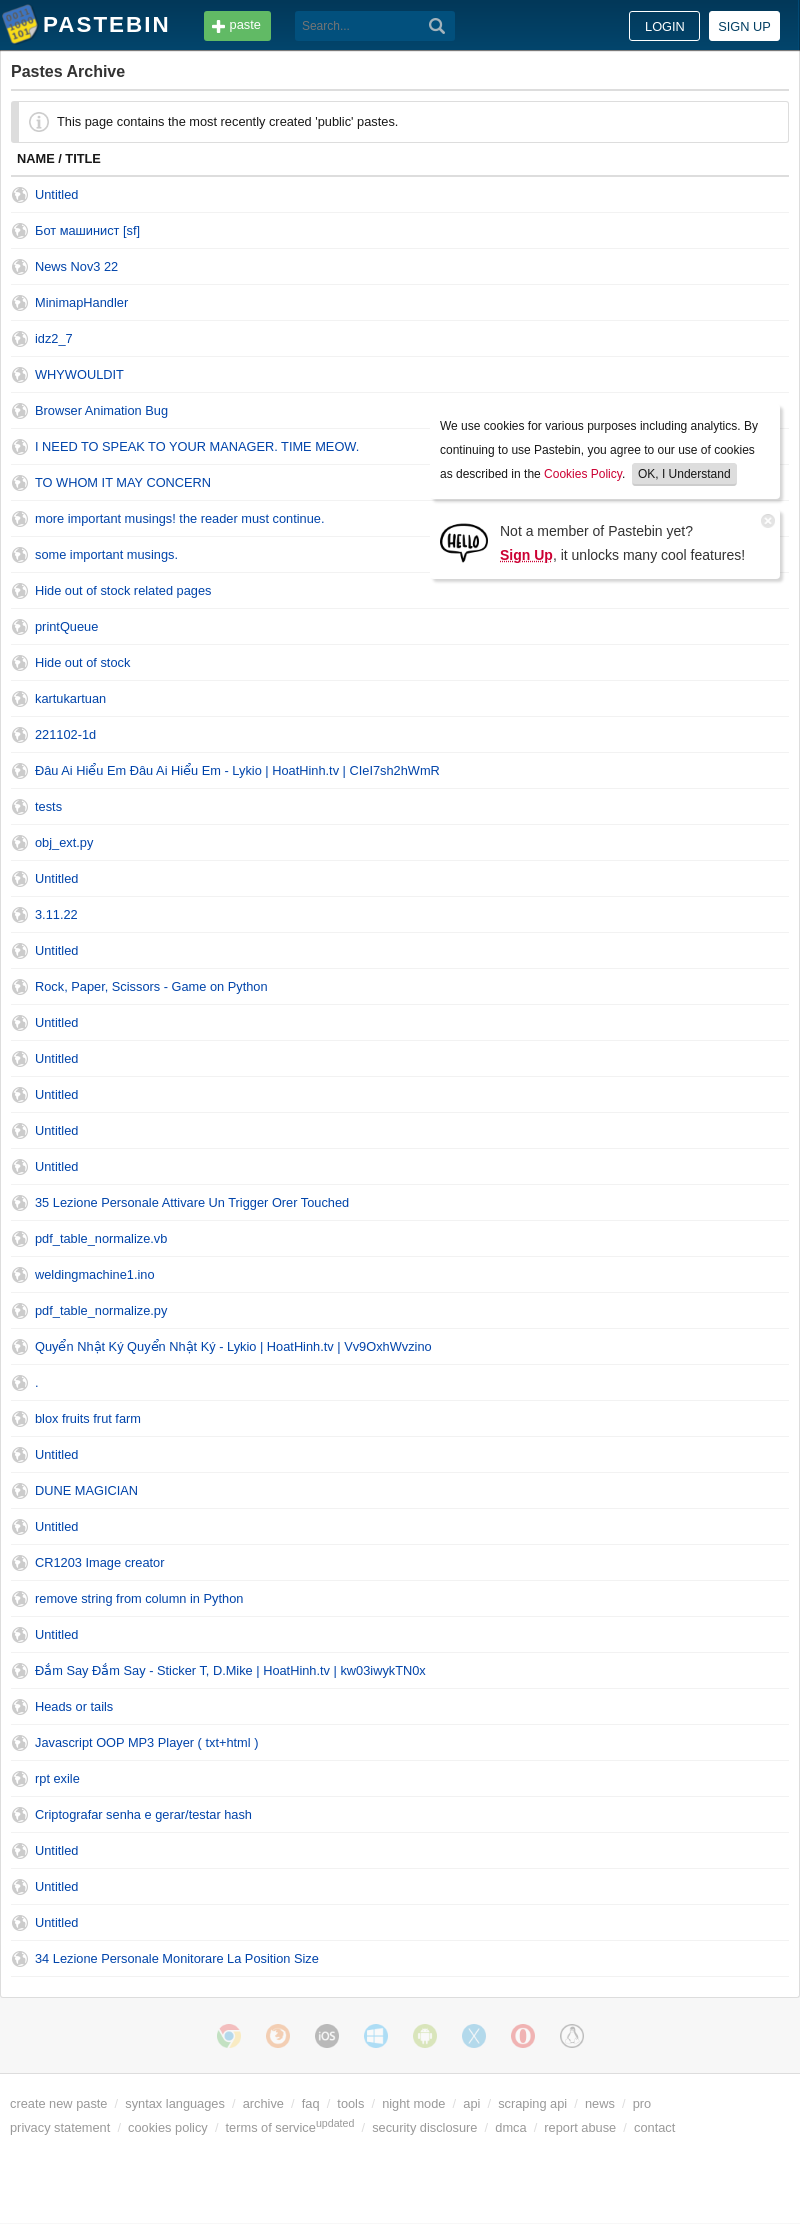 PASTEBIN
paste
Search...
LOGIN
SIGN UP
Pastes Archive
This page contains the most recently created 'public' pastes.
NAME / TITLE
Untitled
Бот машинист [sf]
News Nov3 22
MinimapHandler
idz2_7
WHYWOULDIT
Browser Animation Bug
I NEED TO SPEAK TO YOUR MANAGER. TIME MEOW.
TO WHOM IT MAY CONCERN
more important musings! the reader must continue.
some important musings.
We use cookies for various purposes including analytics. By
continuing to use Pastebin, you agree to our use of cookies
as described in the Cookies Policy. OK, I Understand
HELLO
Not a member of Pastebin yet?
Sign Up, it unlocks many cool features!
Hide out of stock related pages
printQueue
Hide out of stock
kartukartuan
221102-1d
Đâu Ai Hiểu Em Đâu Ai Hiểu Em - Lykio | HoatHinh.tv | CIeI7sh2hWmR
tests
obj_ext.py
Untitled
3.11.22
Untitled
Rock, Paper, Scissors - Game on Python
Untitled
Untitled
Untitled
Untitled
Untitled
35 Lezione Personale Attivare Un Trigger Orer Touched
pdf_table_normalize.vb
weldingmachine1.ino
pdf_table_normalize.py
Quyển Nhật Ký Quyển Nhật Ký - Lykio | HoatHinh.tv | Vv9OxhWvzino
.
blox fruits frut farm
Untitled
DUNE MAGICIAN
Untitled
CR1203 Image creator
remove string from column in Python
Untitled
Đắm Say Đắm Say - Sticker T, D.Mike | HoatHinh.tv | kw03iwykTN0x
Heads or tails
Javascript OOP MP3 Player ( txt+html )
rpt exile
Criptografar senha e gerar/testar hash
Untitled
Untitled
Untitled
34 Lezione Personale Monitorare La Position Size
iOS
create new paste / syntax languages / archive / faq / tools / night mode / api / scraping api / news / pro
privacy statement / cookies policy / terms of serviceupdated / security disclosure / dmca / report abuse / contact